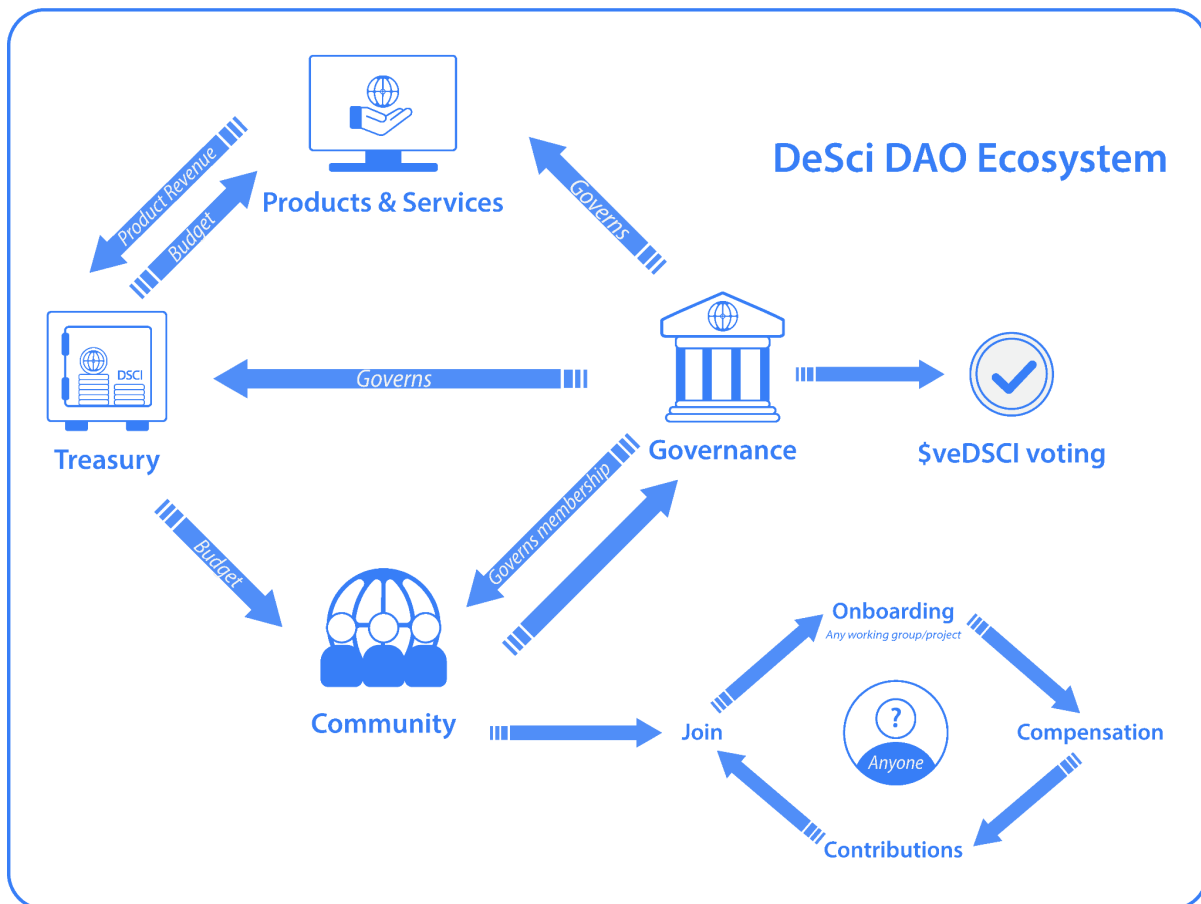 DeSci DAO Ecosystem
Products & Services
Product Revenue
Budget
Governs
DSCI
Treasury
Governs
Governance
$veDSCI voting
Budget
Governs membership
Community
Onboarding
Any working group/project
Join
?
Anyone
Compensation
Contributions